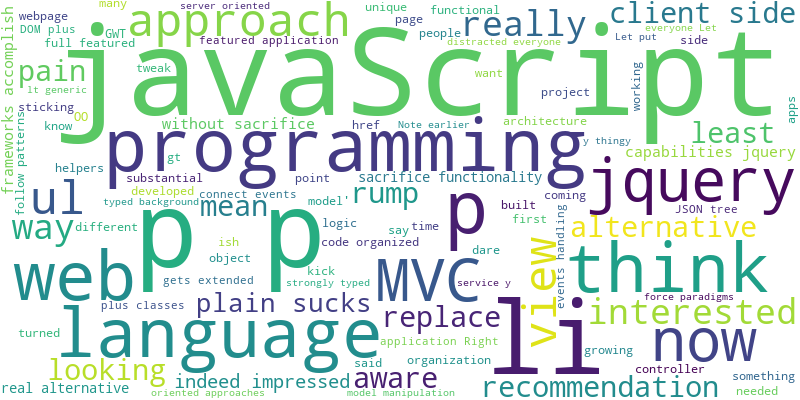 many server oriented unique functional
webpage approach really client side
DOM plus GWT page everyone Let
full featured featured application people distracted everyone Let put side
frameworks accomplish
pain javaScript
tweak want working apps
lt generic
sticking OO project
know without sacrifice href architecture least
follow patterns
programming
Note earlier y thingy
helpers gt capabilities jquery
substantial point sacrifice functionality coming jquery
ul developed connect events rump built p
mean model' JSON tree
typed background logic say time first
way different p p alternative
ish code organized dare events handling
object kick
web gets extended strongly typed MVC service y view think
plus classes force paradigms
language plain sucks replace li interested
turned application Right growing now
said organization controller
looking indeed impressed aware something
real alternative recommendation needed
oriented approaches model manipulation